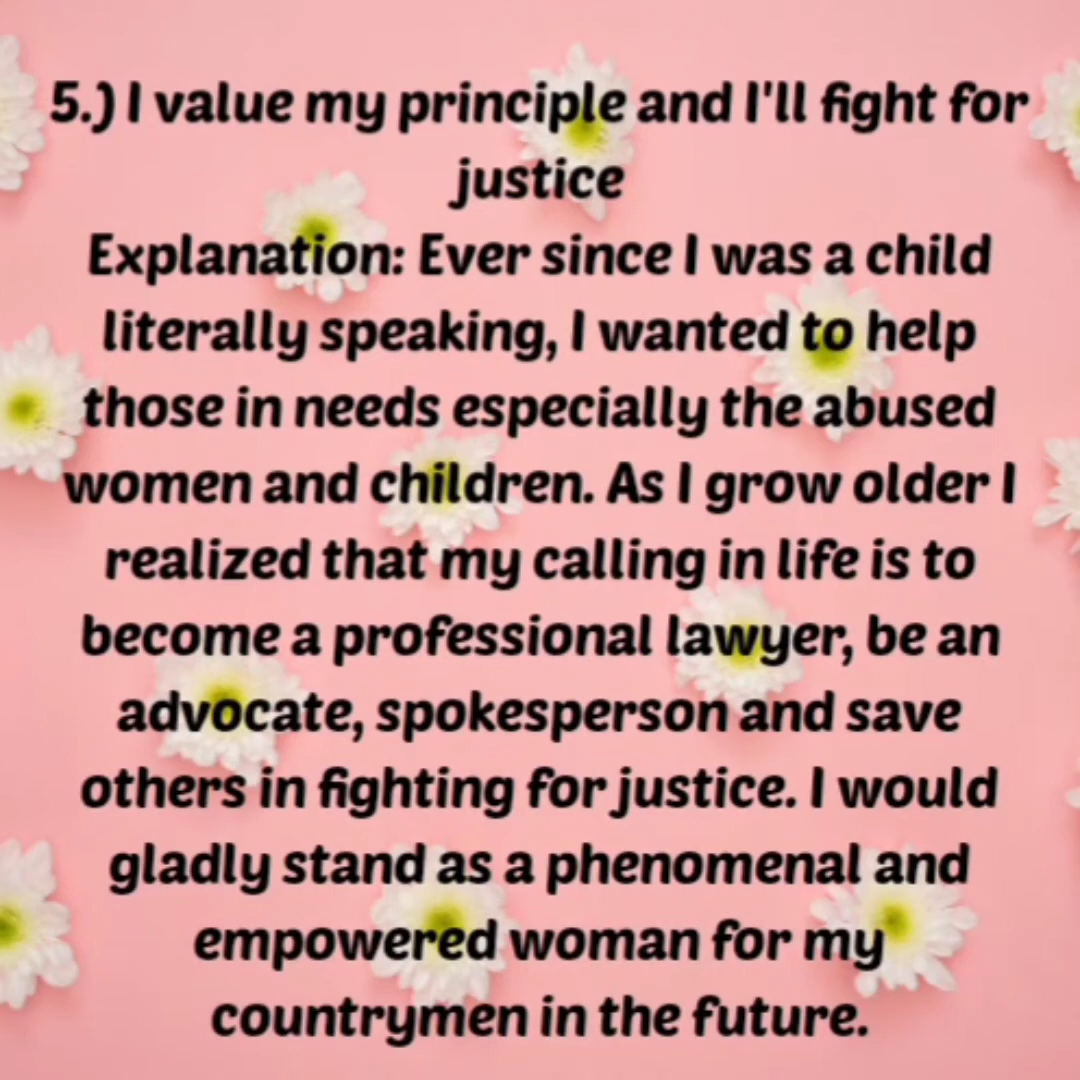 5.) I value my principle and I'll fight for
justice
Explanation: Ever since I was a child
literally speaking, I wanted to help
those in needs especially the abused
women and children. As I grow older I
realized that my calling in life is to
become a professional lawyer, be an
advocate, spokesperson and save
others in fighting for justice. I would
gladly stand as a phenomenal and
empowered woman for my
countrymen in the future.